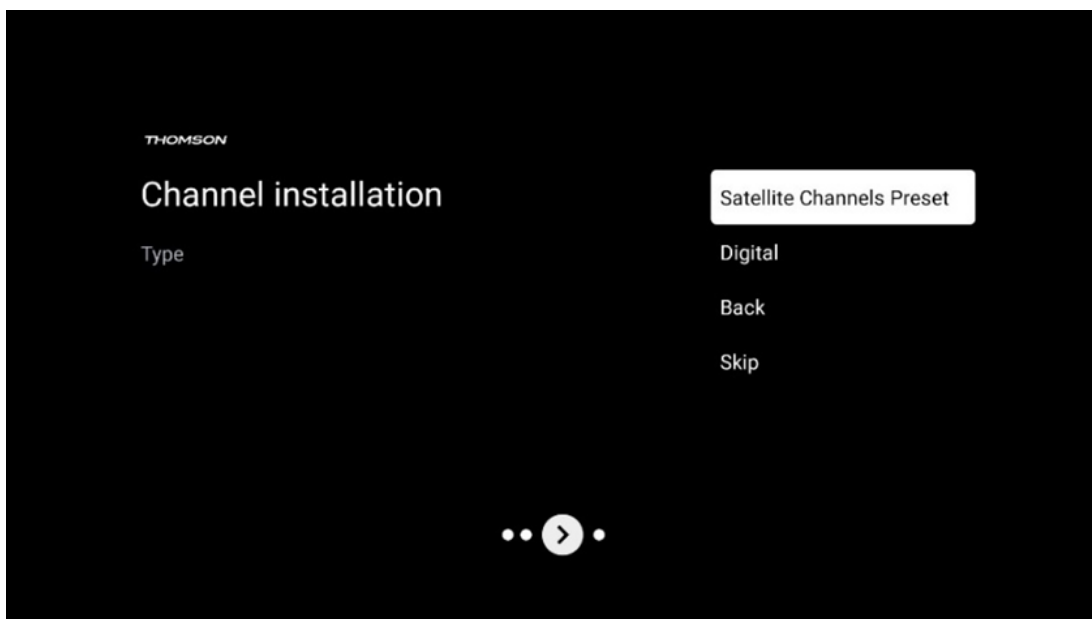 THOMSON
Channel installation
Type
Satellite Channels Preset
Digital
Back
Skip